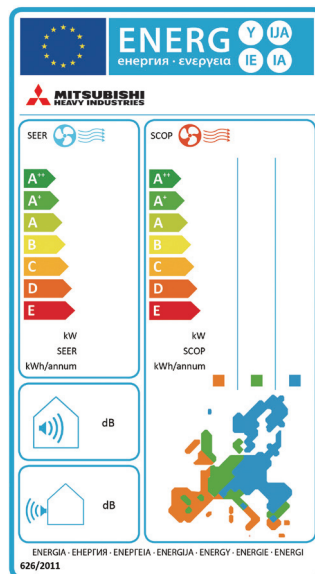 ENERG Y IJA
енергия · ενεργεια IE IA
MITSUBISHI
HEAVY INDUSTRIES
SEER
A++
A+
A
B
C
D
E
kW
SEER
kWh/annum
SCOP
A++
A+
A
B
C
D
E
kW
SCOP
kWh/annum
dB
dB
ENERGIA · ЕНЕРГИЯ · ΕΝΕΡΓΕΙΑ · ENERGIJA · ENERGY · ENERGIE · ENERGI
626/2011